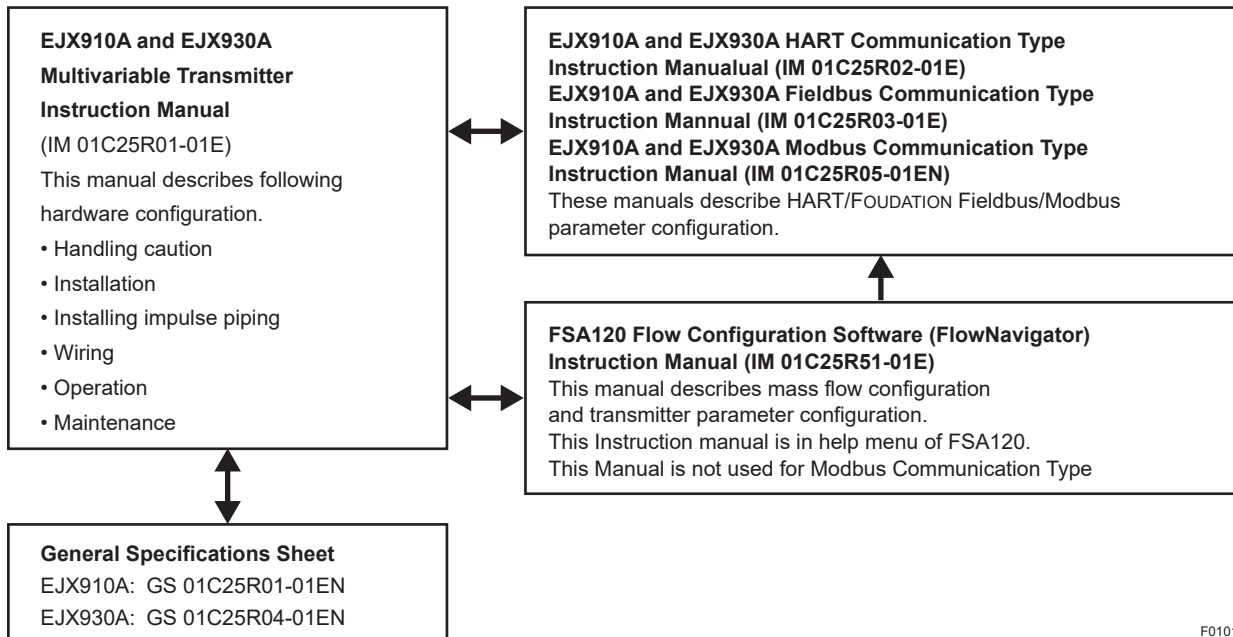 EJX910A and EJX930A
Multivariable Transmitter
Instruction Manual
(IM 01C25R01-01E)
This manual describes following
hardware configuration.
• Handling caution
• Installation
• Installing impulse piping
• Wiring
• Operation
• Maintenance
EJX910A and EJX930A HART Communication Type
Instruction Manualual (IM 01C25R02-01E)
EJX910A and EJX930A Fieldbus Communication Type
Instruction Mannual (IM 01C25R03-01E)
EJX910A and EJX930A Modbus Communication Type
Instruction Manual (IM 01C25R05-01EN)
These manuals describe HART/FOUDATION Fieldbus/Modbus
parameter configuration.
FSA120 Flow Configuration Software (FlowNavigator)
Instruction Manual (IM 01C25R51-01E)
This manual describes mass flow configuration
and transmitter parameter configuration.
This Instruction manual is in help menu of FSA120.
This Manual is not used for Modbus Communication Type
General Specifications Sheet
EJX910A: GS 01C25R01-01EN
EJX930A: GS 01C25R04-01EN